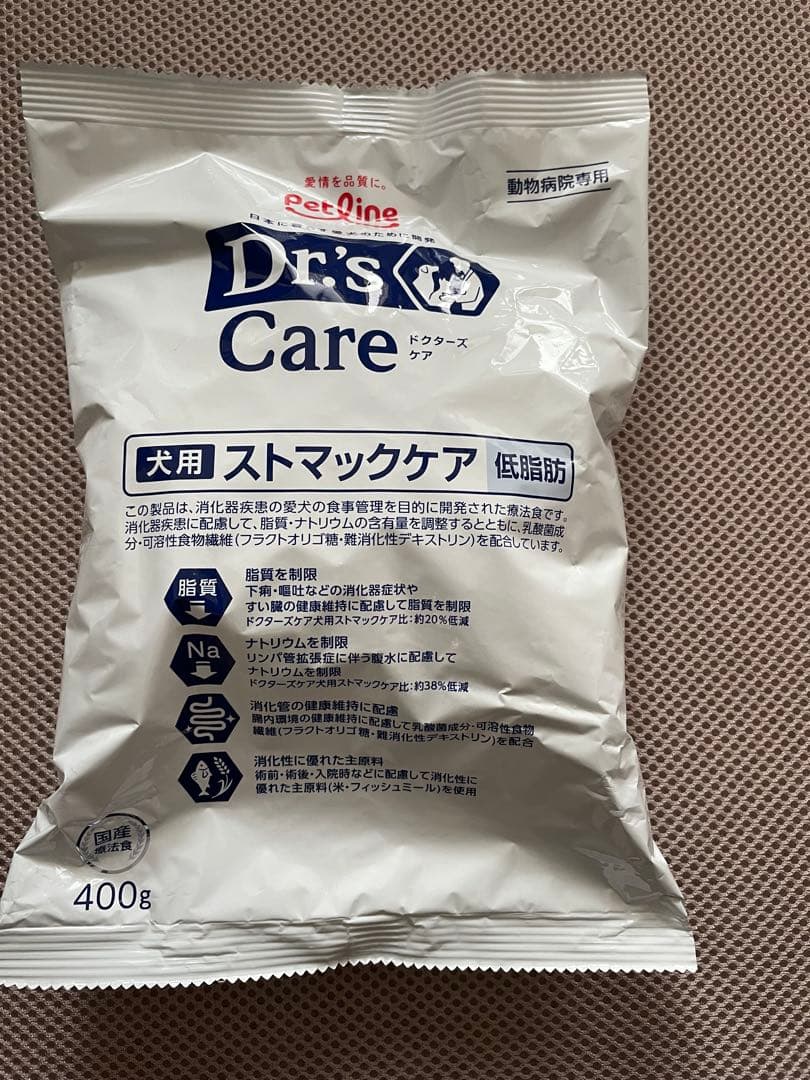 愛情を品質に。
動物病院専用
Petline
日本に暮らす愛犬のために開発
Dr.'s
Care
ドクターズ
ケア
犬用 ストマックケア 低脂肪
この製品は、消化器疾患の愛犬の食事管理を目的に開発された療法食です。
消化器疾患に配慮して、脂質・ナトリウムの含有量を調整するとともに、乳酸菌成
分・可溶性食物繊維(フラクトオリゴ糖・難消化性デキストリン)を配合しています。
脂質
脂質を制限
下痢・嘔吐などの消化器症状や
すい臓の健康維持に配慮して脂質を制限
ドクターズケア犬用ストマックケア比:約20%低減
Na
ナトリウムを制限
リンパ管拡張症に伴う腹水に配慮して
ナトリウムを制限
ドクターズケア犬用ストマックケア比:約38%低減
消化管の健康維持に配慮
腸内環境の健康維持に配慮して乳酸菌成分・可溶性食物
繊維(フラクトオリゴ糖・難消化性デキストリン)を配合
消化性に優れた主原料
術前・術後・入院時などに配慮して消化性に
優れた主原料(米・フィッシュミール)を使用
国産
療法食
400g